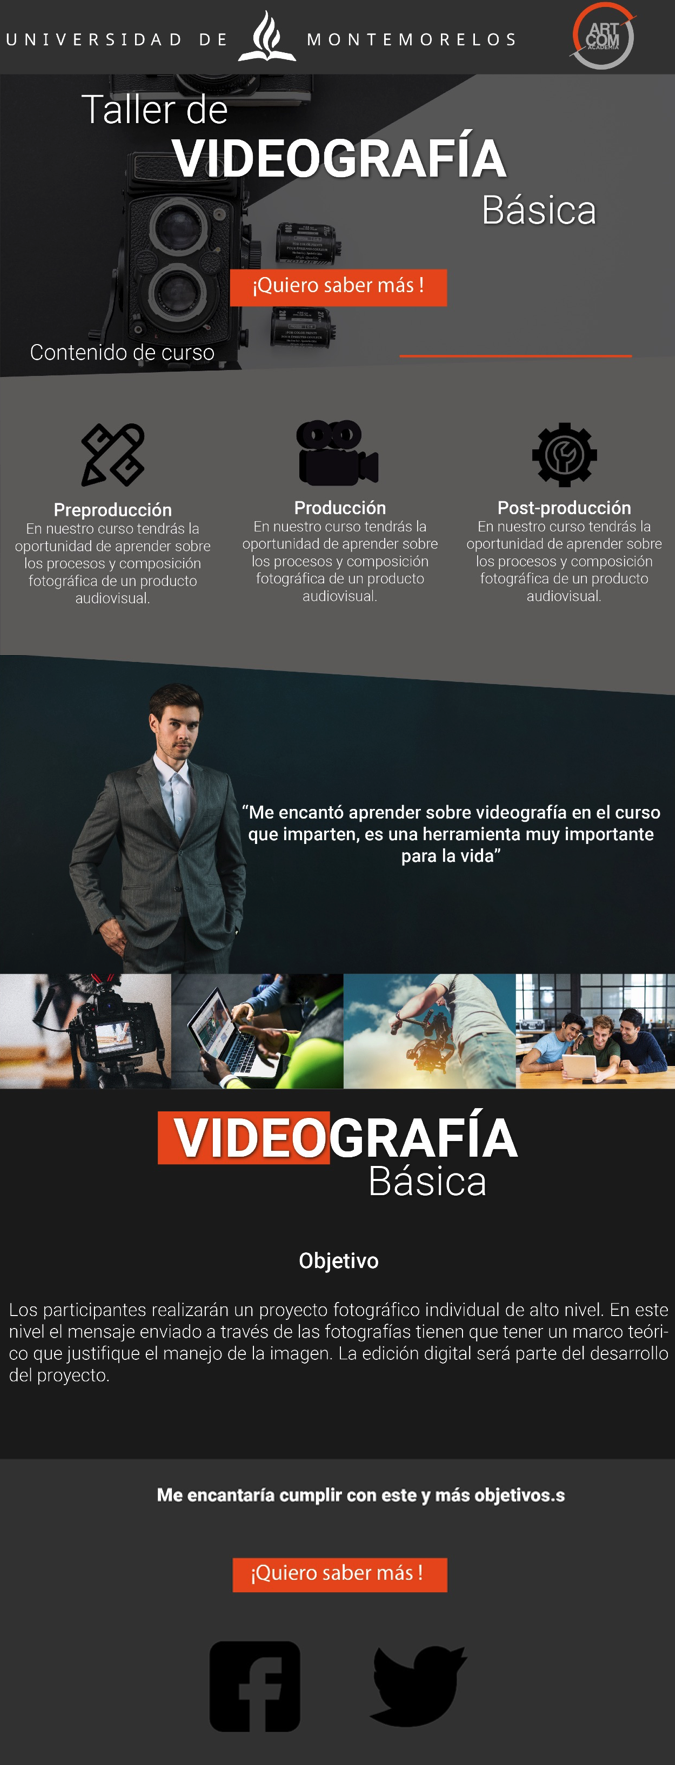 UNIVERSIDAD DE MONTEMORELOS
ART
COM
ACADEMIA
Taller de
VIDEOGRAFÍA
Básica
¡Quiero saber más !
Contenido de curso
Preproducción
En nuestro curso tendrás la
oportunidad de aprender sobre
los procesos y composición
fotográfica de un producto
audiovisual.
Producción
En nuestro curso tendrás la
oportunidad de aprender sobre
los procesos y composición
fotográfica de un producto
audiovisual.
Post-producción
En nuestro curso tendrás la
oportunidad de aprender sobre
los procesos y composición
fotográfica de un producto
audiovisual.
“Me encantó aprender sobre videografía en el curso
que imparten, es una herramienta muy importante
para la vida”
VIDEOGRAFÍA
Básica
Objetivo
Los participantes realizarán un proyecto fotográfico individual de alto nivel. En este
nivel el mensaje enviado a través de las fotografías tienen que tener un marco teóri-
co que justifique el manejo de la imagen. La edición digital será parte del desarrollo
del proyecto.
Me encantaría cumplir con este y más objetivos.s
¡Quiero saber más !